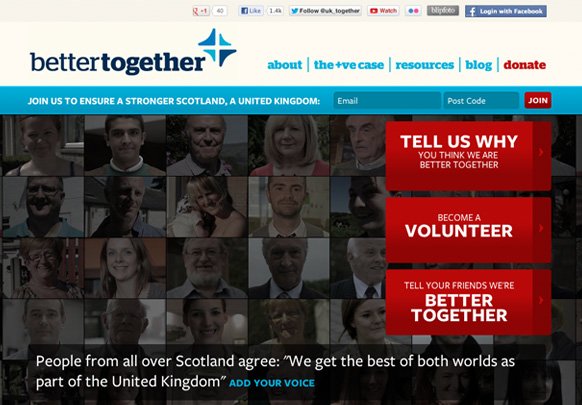 +1 40 Like 1,4k Follow @uk_together Watch blipfoto Login with Facebook
bettertogether
about | the +ve case | resources | blog | donate
JOIN US TO ENSURE A STRONGER SCOTLAND, A UNITED KINGDOM: Email Post Code JOIN
TELL US WHY
YOU THINK WE ARE
BETTER TOGETHER
BECOME A
VOLUNTEER
TELL YOUR FRIENDS WE'RE
BETTER
TOGETHER
People from all over Scotland agree: "We get the best of both worlds as
part of the United Kingdom" ADD YOUR VOICE